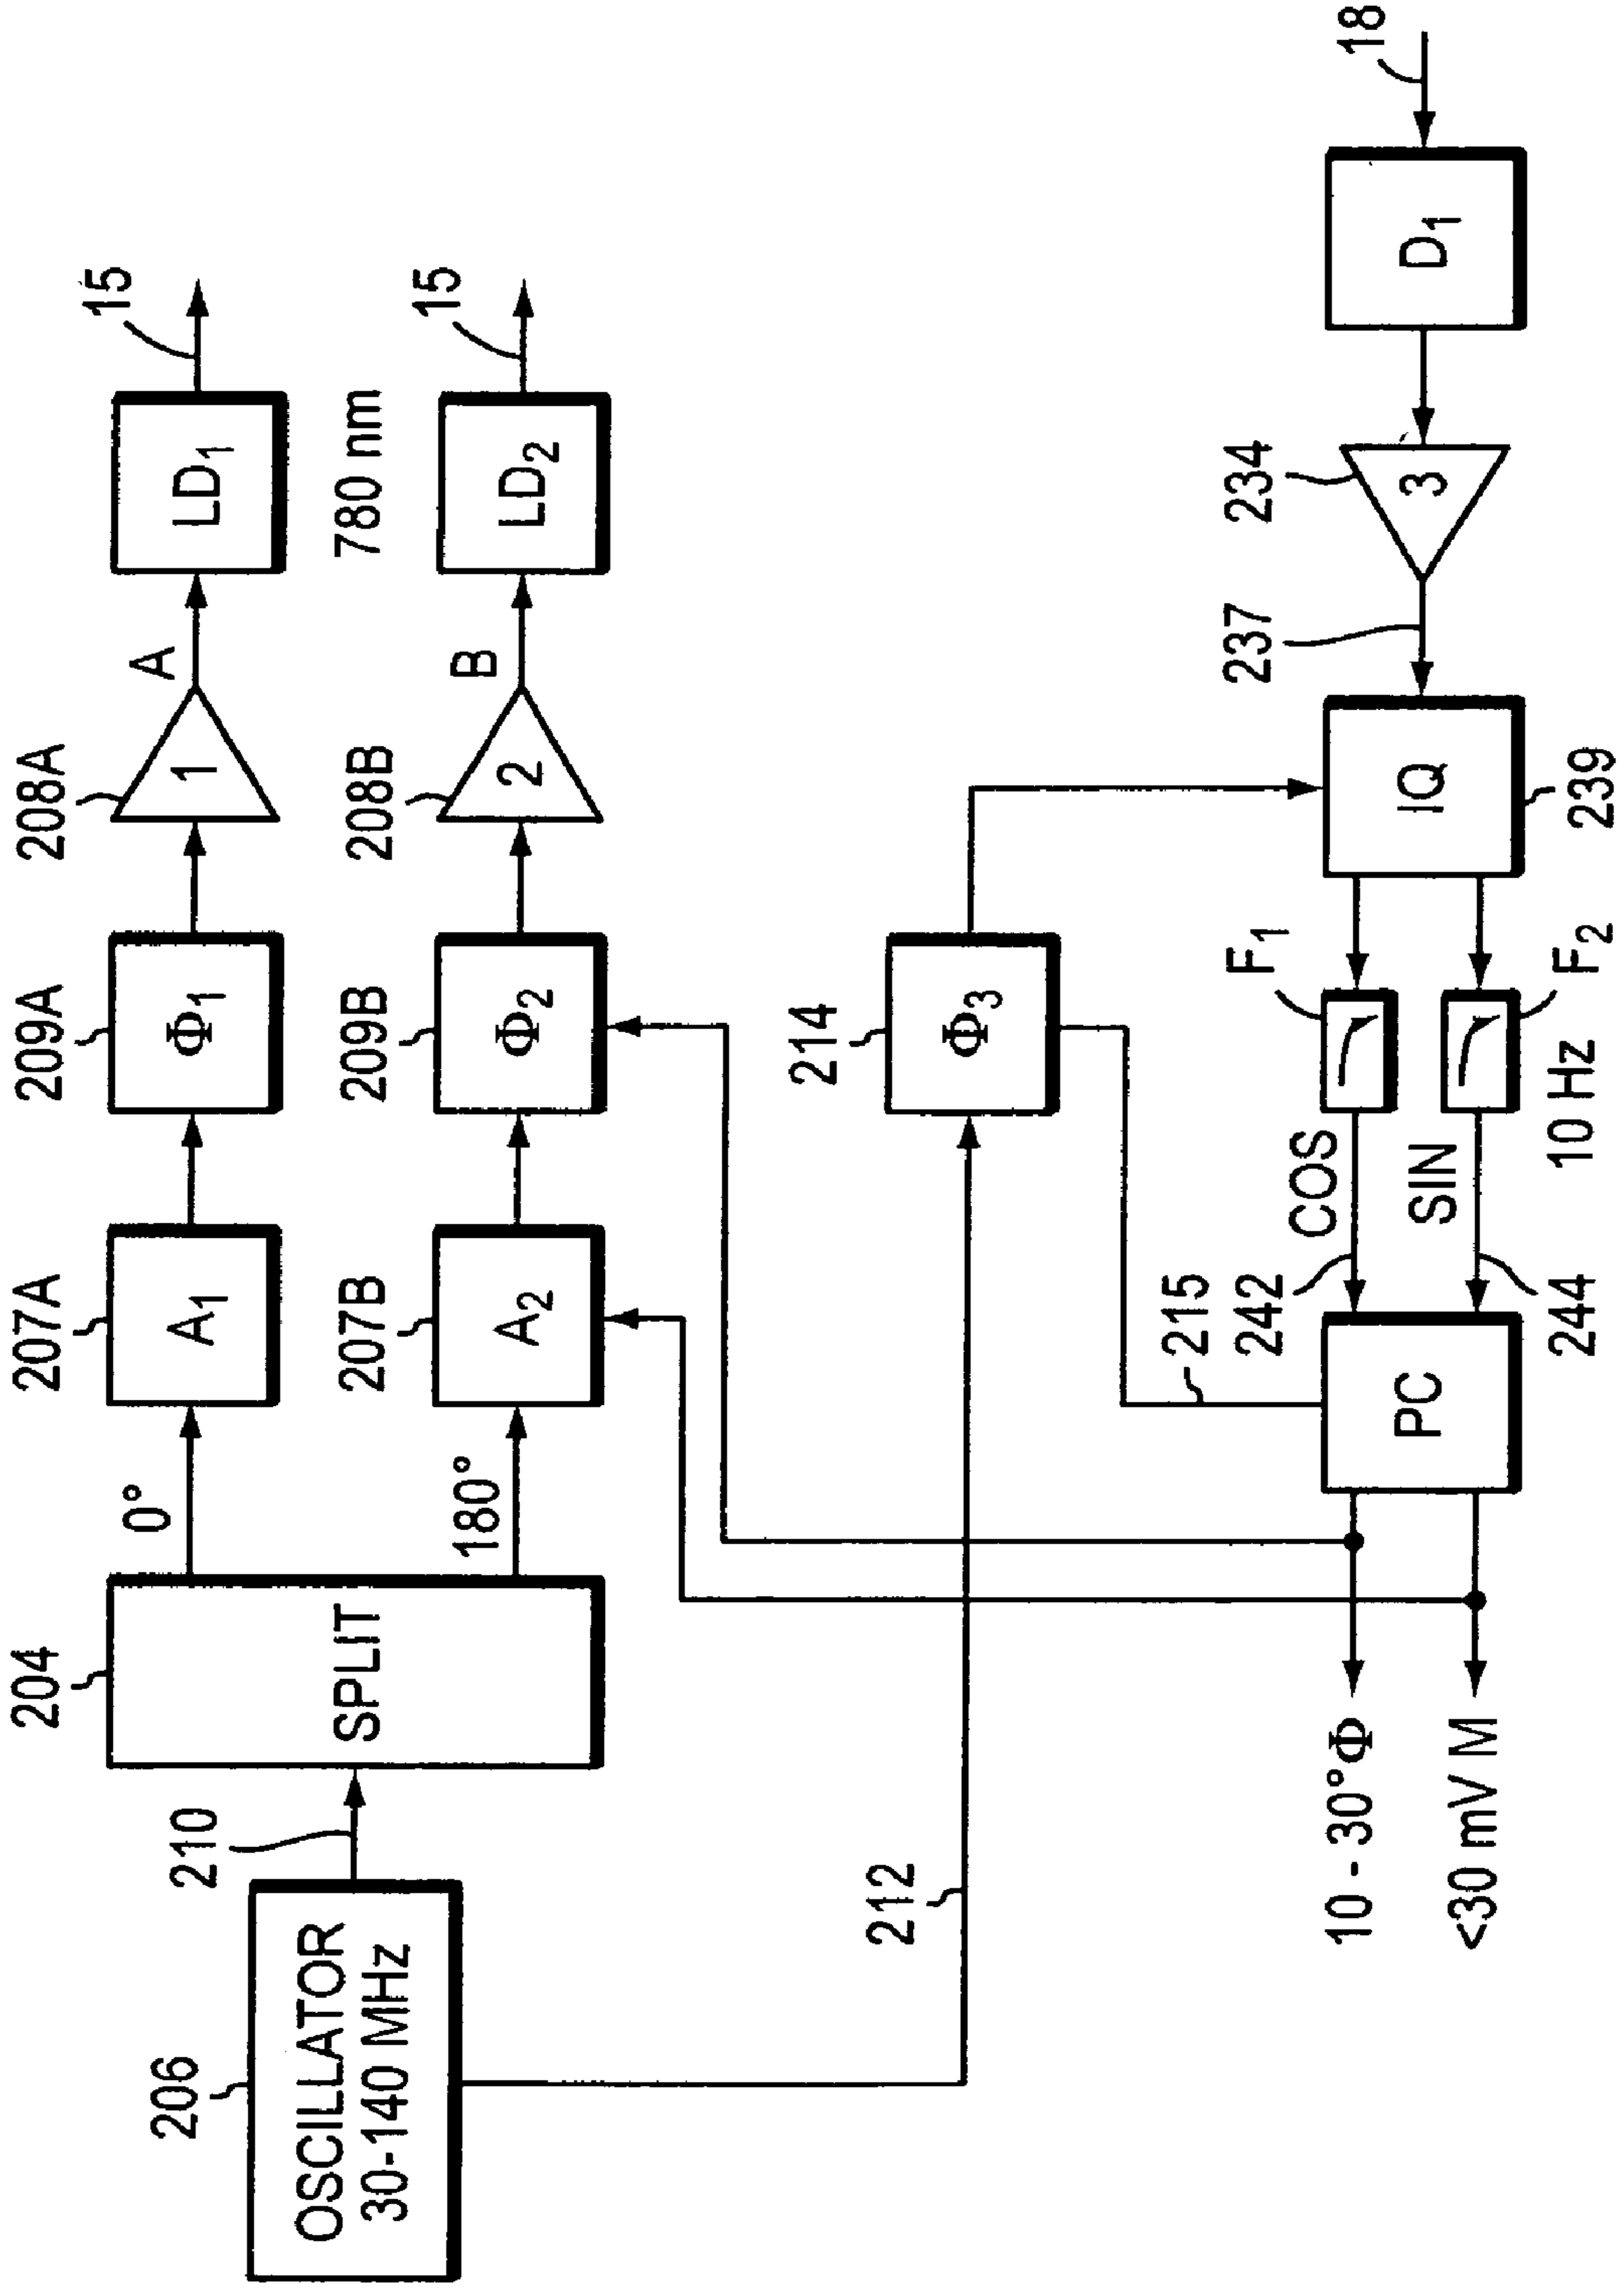 206
OSCILLATOR
30-140 MHz
210
204
SPLIT
0°
180°
207A
A1
209A
Φ1
208A
1
A
LD1
15
780 nm
207B
A2
209B
Φ2
208B
2
B
LD2
15
212
214
Φ3
215
18
D1
234
3
237
IQ
239
F1
F2
10 Hz
COS
SIN
242
244
PC
10 - 30°Φ
<30 mV M